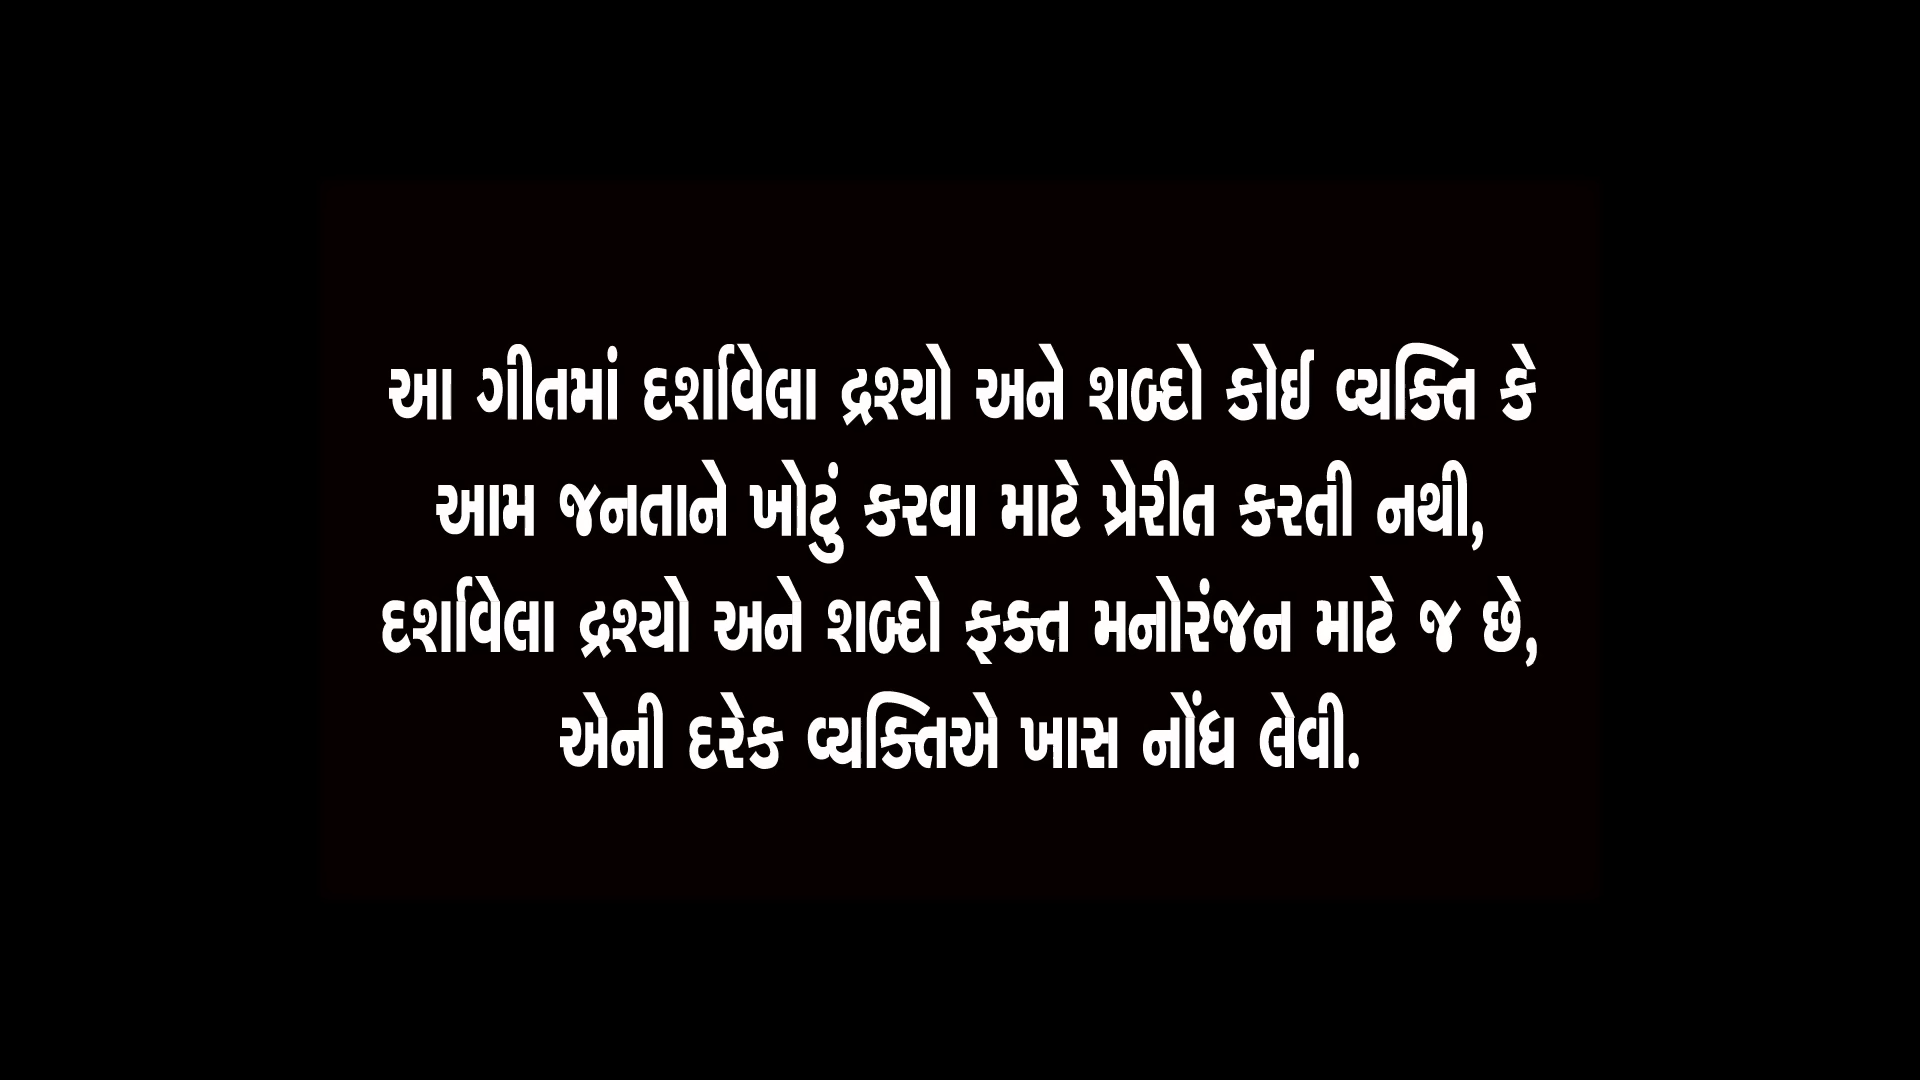 આ ગીતમાં દર્શાવેલા દ્રશ્યો અને શબ્દો કોઈ વ્યક્તિ કે
આમ જનતાને ખોટું કરવા માટે પ્રેરીત કરતી નથી,
દર્શાવેલા દ્રશ્યો અને શબ્દો ફક્ત મનોરંજન માટે જ છે,
એની દરેક વ્યક્તિએ ખાસ નોંધ લેવી.